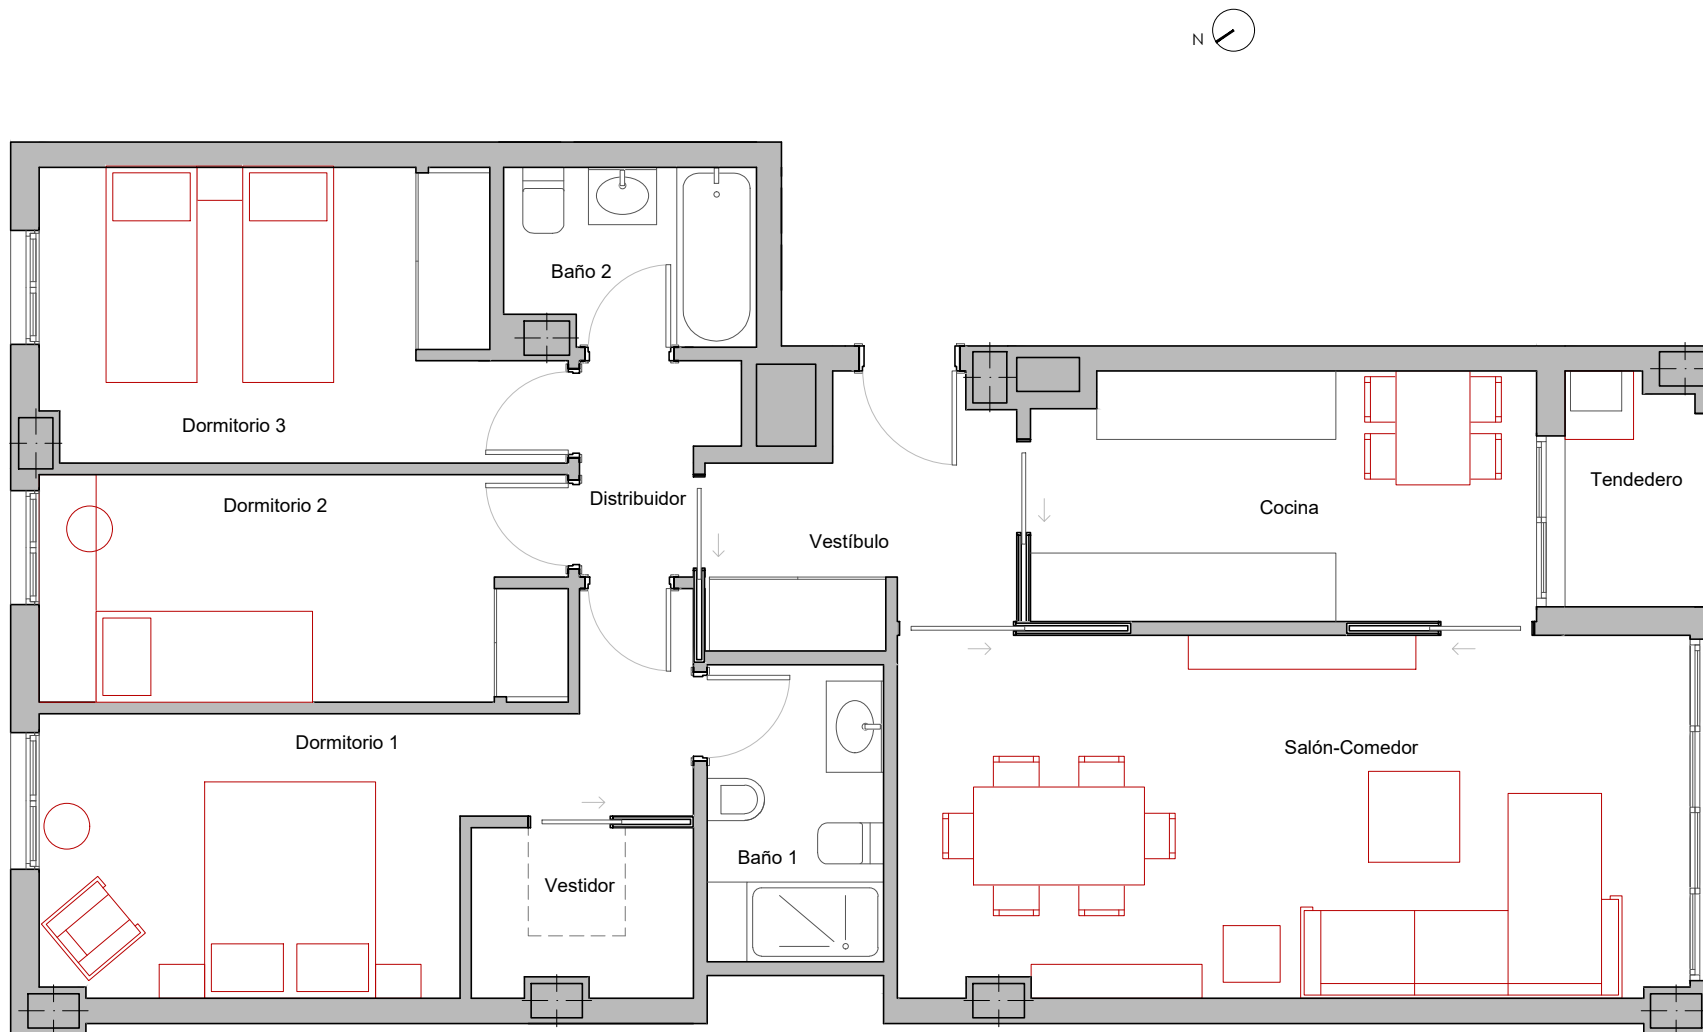 N
Baño 2
Dormitorio 3
Dormitorio 2
Distribuidor
Vestíbulo
Cocina
Tendedero
Dormitorio 1
Salón-Comedor
Baño 1
Vestidor